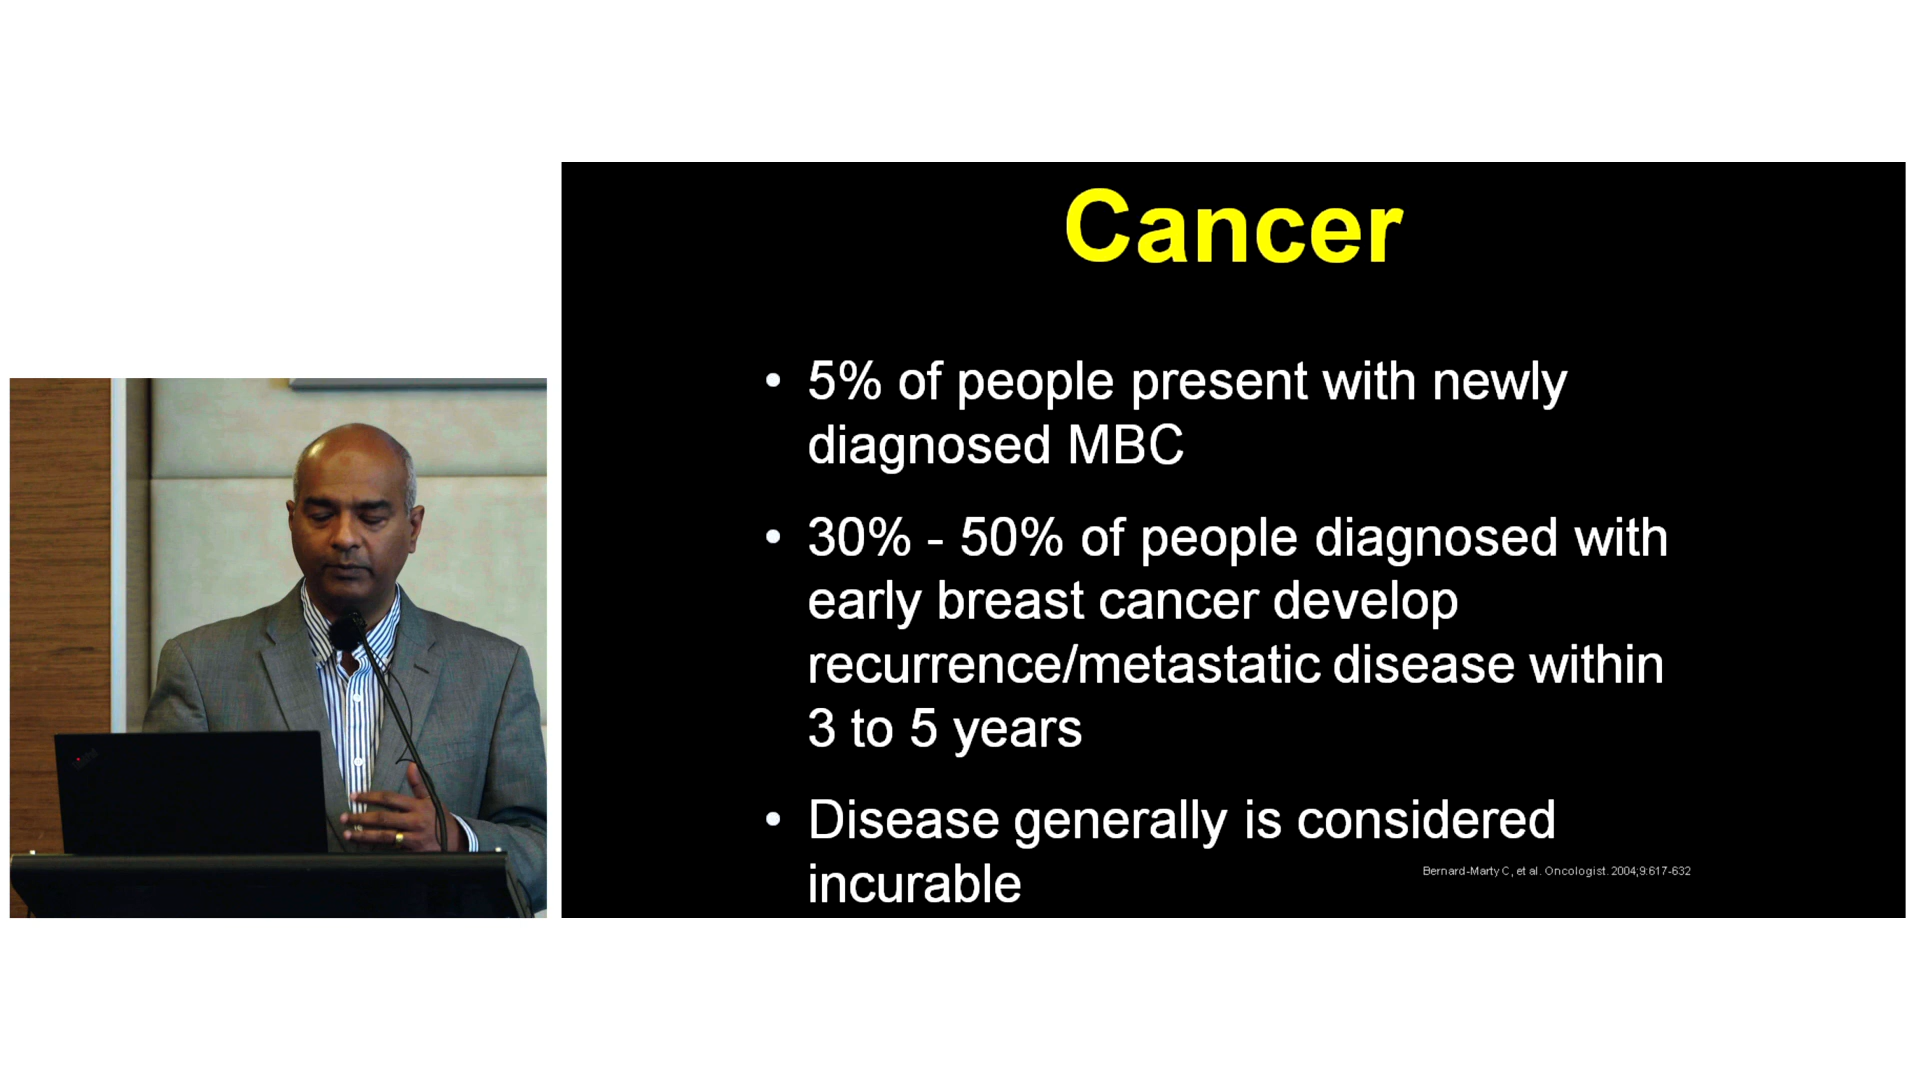 Cancer
• 5% of people present with newly
diagnosed MBC
• 30% - 50% of people diagnosed with
early breast cancer develop
recurrence/metastatic disease within
3 to 5 years
• Disease generally is considered
incurable
Bernard-Marty C, et al. Oncologist. 2004;9:617-632